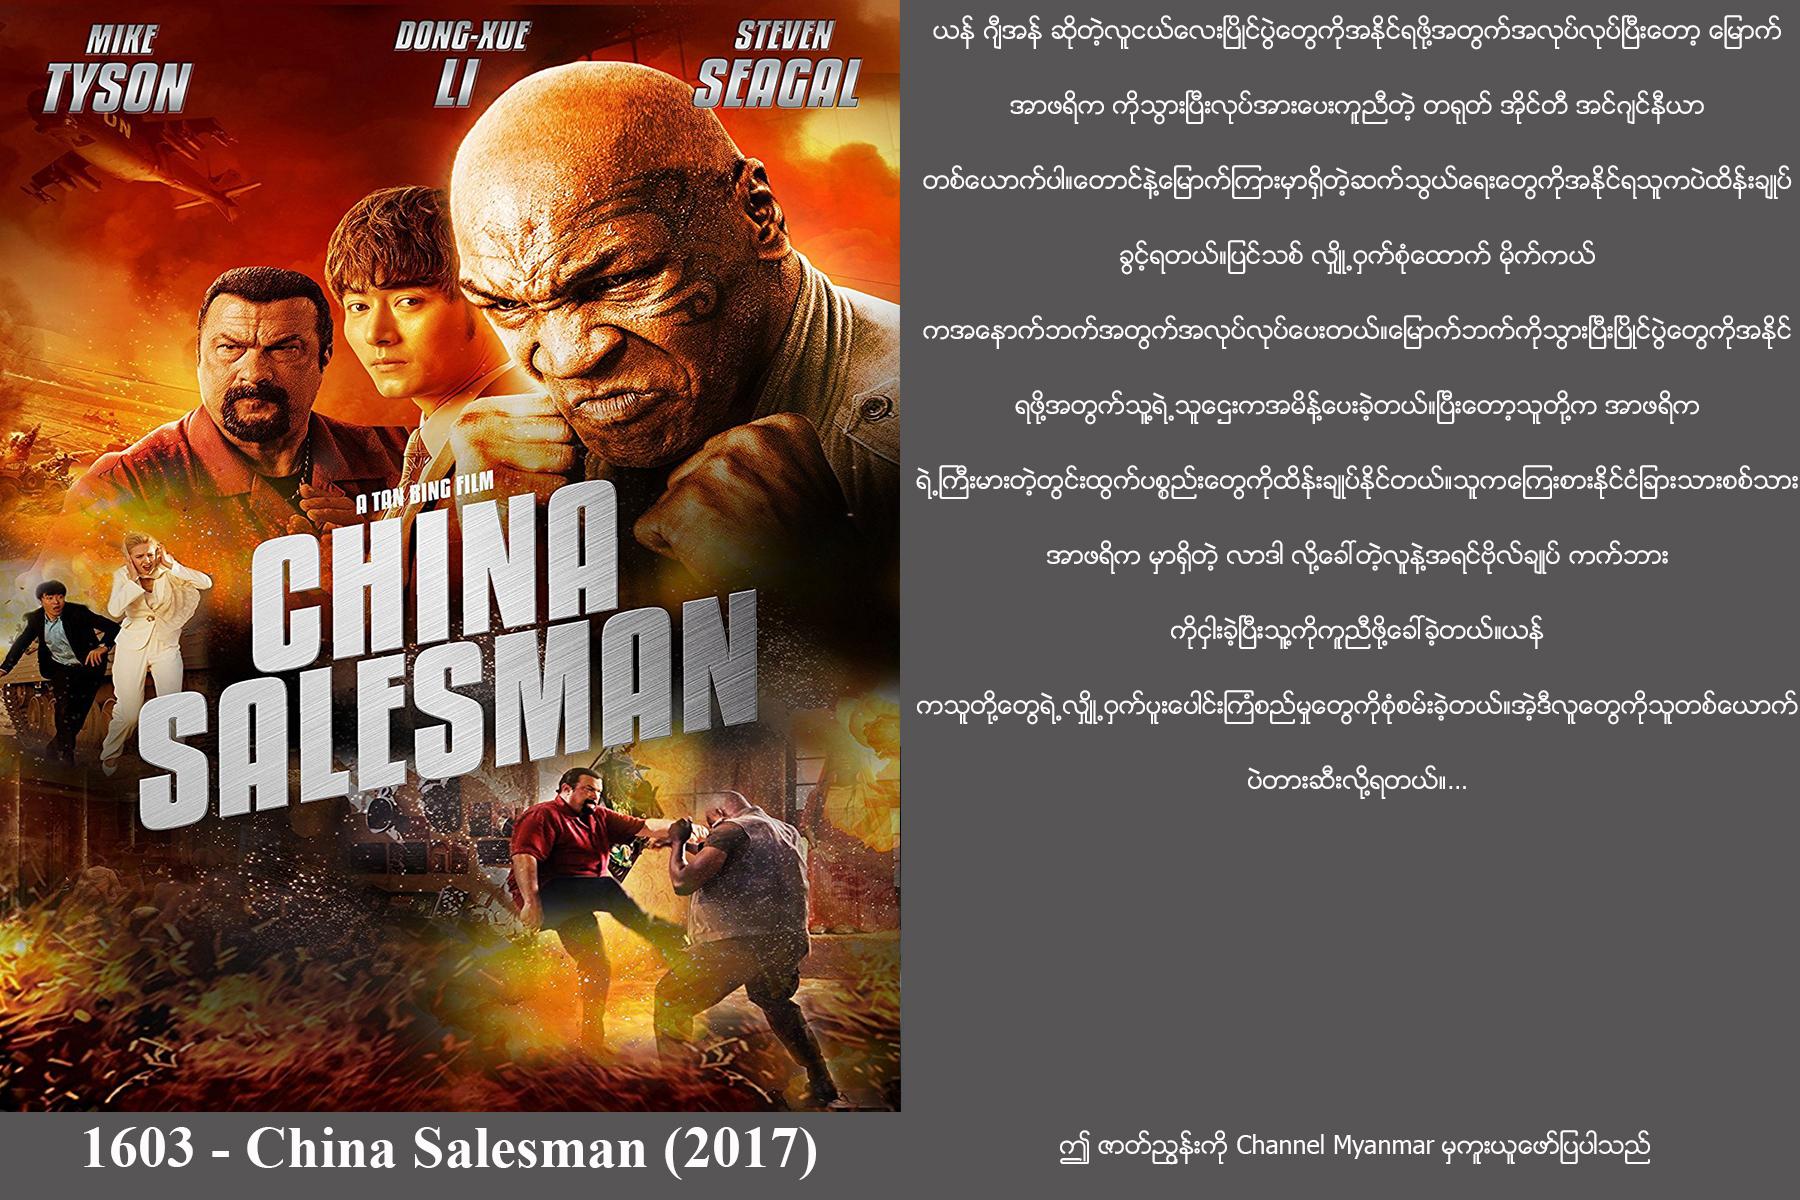 MIKE
TYSON
DONG-XUE
LI
STEVEN
SEAGAL
A TAN BING FILM
CHINA
SALESMAN
1603 - China Salesman (2017)
ယန် ဂျီအန် ဆိုတဲ့လူငယ်လေးပြိုင်ပွဲတွေကိုအနိုင်ရဖို့အတွက်အလုပ်လုပ်ပြီးတော့ မြောက်
အာဖရိက ကိုသွားပြီးလုပ်အားပေးကူညီတဲ့ တရုတ် အိုင်တီ အင်ဂျင်နီယာ
တစ်ယောက်ပါ။တောင်နဲ့မြောက်ကြားမှာရှိတဲ့ဆက်သွယ်ရေးတွေကိုအနိုင်ရသူကပဲထိန်းချုပ်
ခွင့်ရတယ်။ပြင်သစ် လျှို့ဝှက်စုံထောက် မိုက်ကယ်
ကအနောက်ဘက်အတွက်အလုပ်လုပ်ပေးတယ်။မြောက်ဘက်ကိုသွားပြီးပြိုင်ပွဲတွေကိုအနိုင်
ရဖို့အတွက်သူ့ရဲ့သူဌေးကအမိန့်ပေးခဲ့တယ်။ပြီးတော့သူတို့က အာဖရိက
ရဲ့ကြီးမားတဲ့တွင်းထွက်ပစ္စည်းတွေကိုထိန်းချုပ်နိုင်တယ်။သူကကြေးစားနိုင်ငံခြားသားစစ်သား
အာဖရိက မှာရှိတဲ့ လာဒါ လို့ခေါ်တဲ့လူနဲ့အရင်ဗိုလ်ချုပ် ကက်ဘား
ကိုငှါးခဲ့ပြီးသူ့ကိုကူညီဖို့ခေါ်ခဲ့တယ်။ယန်
ကသူတို့တွေရဲ့လျှို့ဝှက်ပူးပေါင်းကြံစည်မှုတွေကိုစုံစမ်းခဲ့တယ်။အဲ့ဒီလူတွေကိုသူတစ်ယောက်
ပဲတားဆီးလို့ရတယ်။...
ဤ ဇာတ်ညွှန်းကို Channel Myanmar မှကူးယူဖော်ပြပါသည်